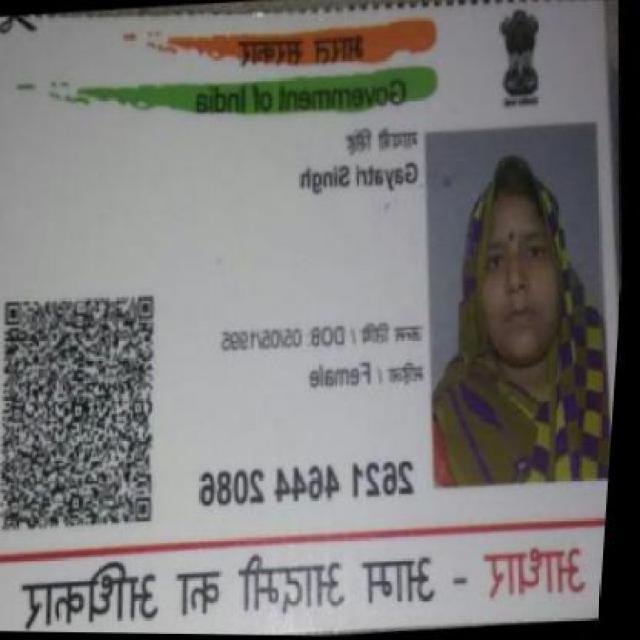 भारत सरकार
Government of India
गायत्री सिंह
Gayatri Singh
जन्म तिथि / DOB: 05/05/1995
महिला / Female
2621 4644 2086
आधार - आम आदमी का अधिकार